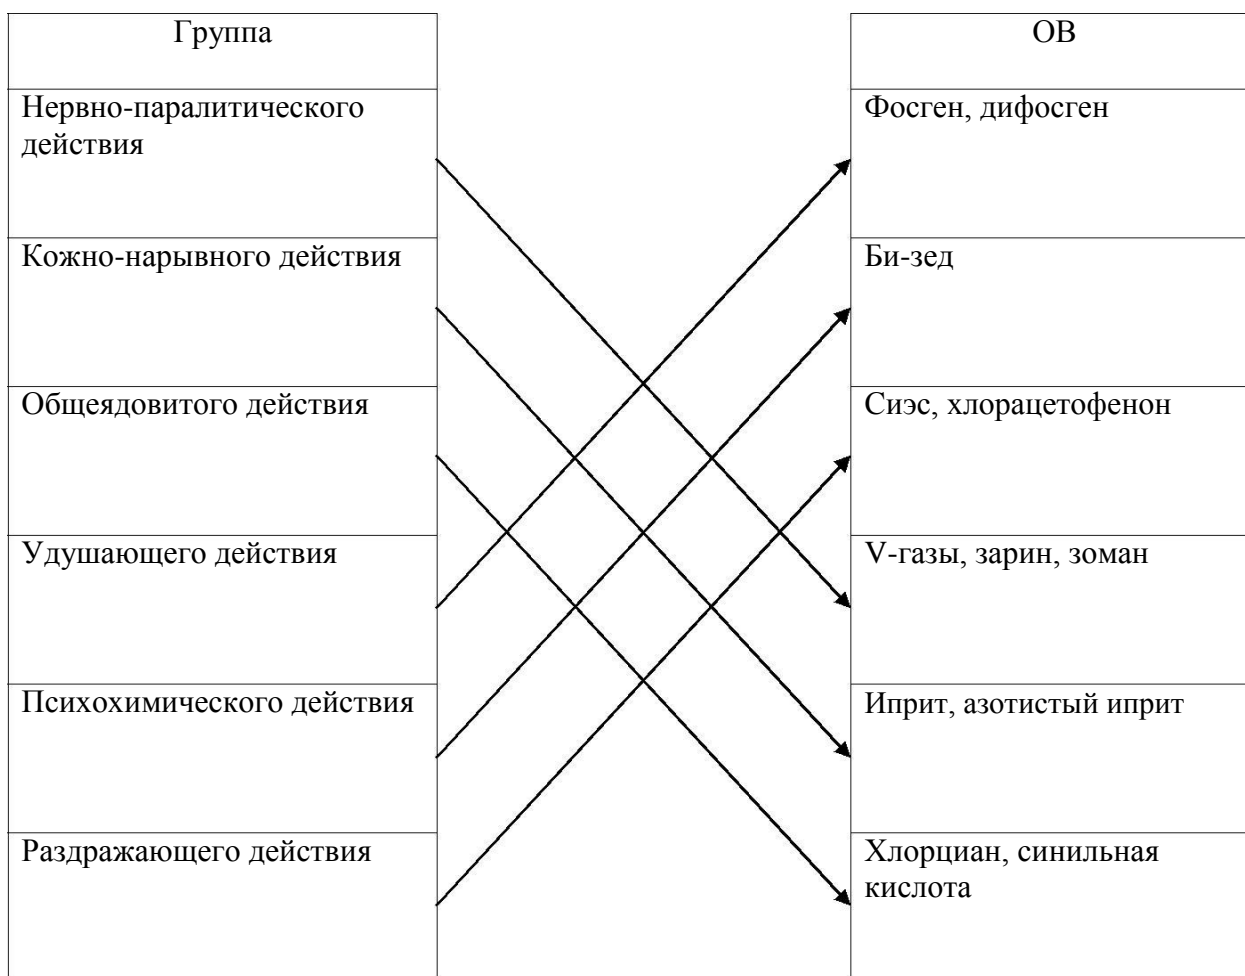 Группа
ОВ
Нервно-паралитического
действия
Фосген, дифосген
Кожно-нарывного действия
Би-зед
Общеядовитого действия
Сиэс, хлорацетофенон
Удушающего действия
V-газы, зарин, зоман
Психохимического действия
Иприт, азотистый иприт
Раздражающего действия
Хлорциан, синильная
кислота